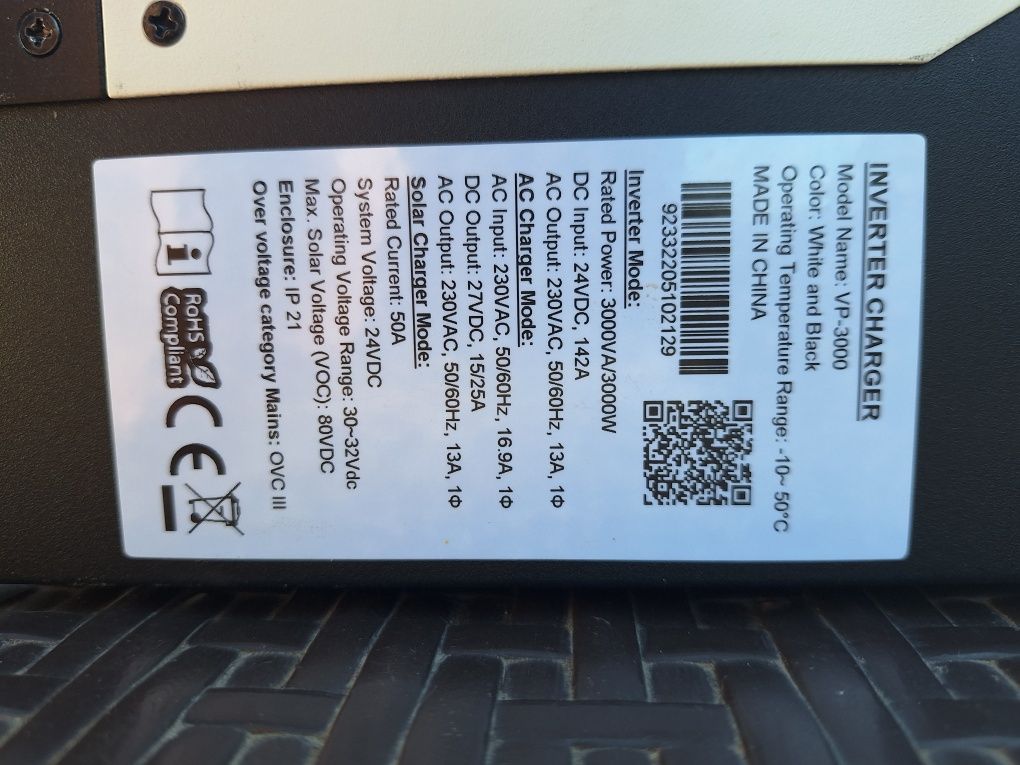 INVERTER CHARGER
Model Name: VP-3000
Color: White and Black
Operating Temperature Range: -10~ 50°C
MADE IN CHINA
92332205102129
Inverter Mode:
Rated Power: 3000VA/3000W
DC Input: 24VDC, 142A
AC Output: 230VAC, 50/60Hz, 13A, 1Φ
AC Charger Mode:
AC Input: 230VAC, 50/60Hz, 16.9A, 1Φ
DC Output: 27VDC, 15/25A
AC Output: 230VAC, 50/60Hz, 13A, 1Φ
Solar Charger Mode:
Rated Current: 50A
System Voltage: 24VDC
Operating Voltage Range: 30~32Vdc
Max. Solar Voltage (VOC): 80VDC
Enclosure: IP 21
Over voltage category Mains: OVC III
i
RoHS
Compliant
CE